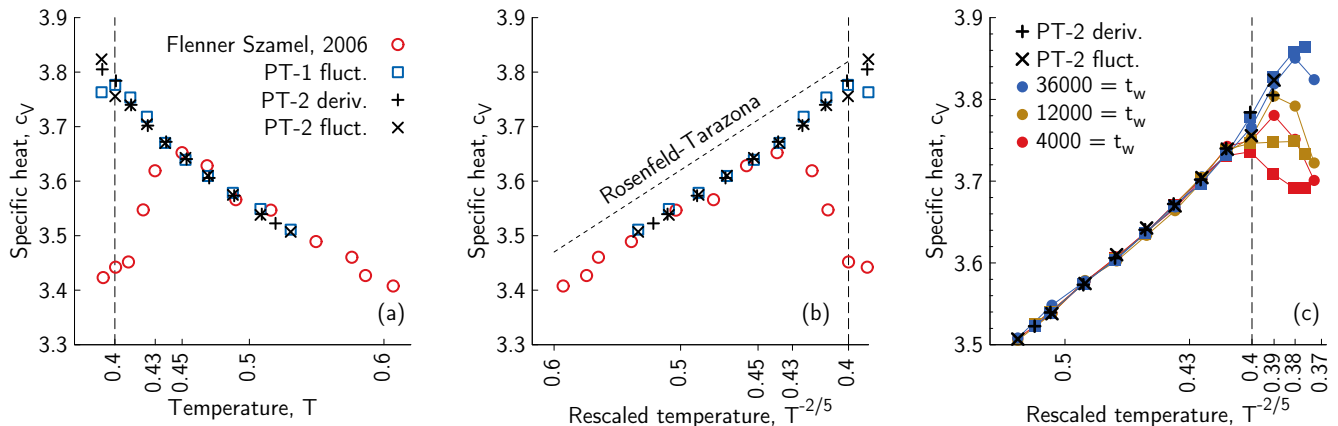 3.9
3.8
3.7
3.6
3.5
3.4
3.3
Specific heat, c_V
Flenner Szamel, 2006
PT-1 fluct.
PT-2 deriv.
PT-2 fluct.
(a)
0.4
0.43
0.45
0.5
0.6
Temperature, T
3.9
3.8
3.7
3.6
3.5
3.4
3.3
Specific heat, c_V
Rosenfeld-Tarazona
(b)
0.6
0.5
0.45
0.43
0.4
Rescaled temperature, T^-2/5
3.9
3.8
3.7
3.6
3.5
Specific heat, c_V
PT-2 deriv.
PT-2 fluct.
36000 = t_w
12000 = t_w
4000 = t_w
(c)
0.5
0.43
0.4
0.39
0.38
0.37
Rescaled temperature, T^-2/5